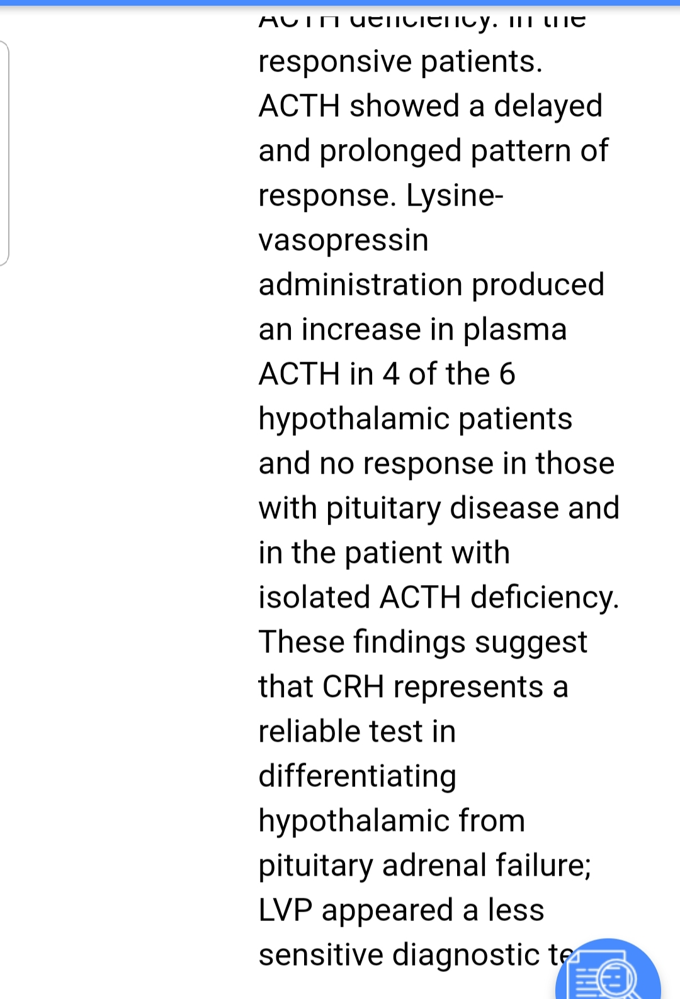 ACTH deficiency. In the
responsive patients.
ACTH showed a delayed
and prolonged pattern of
response. Lysine-
vasopressin
administration produced
an increase in plasma
ACTH in 4 of the 6
hypothalamic patients
and no response in those
with pituitary disease and
in the patient with
isolated ACTH deficiency.
These findings suggest
that CRH represents a
reliable test in
differentiating
hypothalamic from
pituitary adrenal failure;
LVP appeared a less
sensitive diagnostic